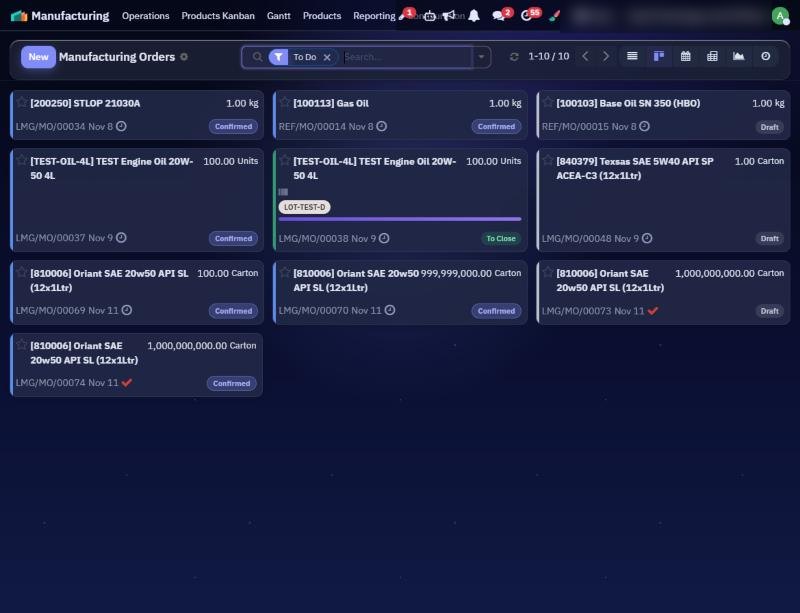 Manufacturing Operations Products Kanban Gantt Products Reporting 1 2 55 A
New Manufacturing Orders To Do Search... 1-10 / 10
[200250] STLOP 21030A 1.00 kg
LMG/MO/00034 Nov 8 Confirmed
[100113] Gas Oil 1.00 kg
REF/MO/00014 Nov 8 Confirmed
[100103] Base Oil SN 350 (HBO) 1.00 kg
REF/MO/00015 Nov 8 Draft
[TEST-OIL-4L] TEST Engine Oil 20W- 100.00 Units
50 4L
LMG/MO/00037 Nov 9 Confirmed
[TEST-OIL-4L] TEST Engine Oil 20W- 100.00 Units
50 4L
LOT-TEST-D
LMG/MO/00038 Nov 9 To Close
[840379] Texsas SAE 5W40 API SP 1.00 Carton
ACEA-C3 (12x1Ltr)
LMG/MO/00048 Nov 9 Draft
[810006] Oriant SAE 20w50 API SL 100.00 Carton
(12x1Ltr)
LMG/MO/00069 Nov 11 Confirmed
[810006] Oriant SAE 20w50 999,999,000.00 Carton
API SL (12x1Ltr)
LMG/MO/00070 Nov 11 Confirmed
[810006] Oriant SAE 1,000,000,000.00 Carton
20w50 API SL (12x1Ltr)
LMG/MO/00073 Nov 11 Draft
[810006] Oriant SAE 1,000,000,000.00 Carton
20w50 API SL (12x1Ltr)
LMG/MO/00074 Nov 11 Confirmed